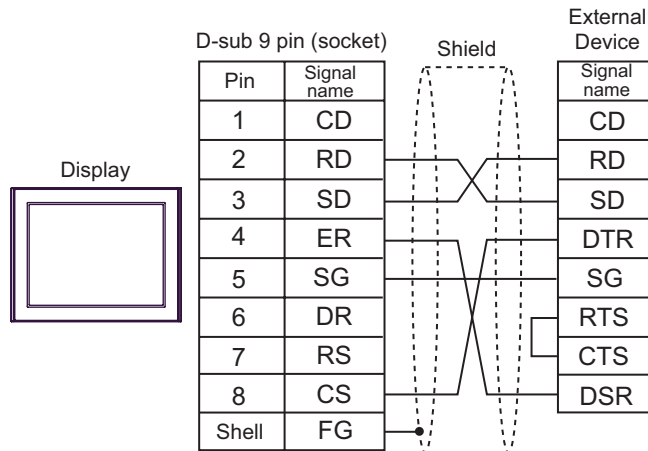 External
Device
D-sub 9 pin (socket)
Shield
Pin Signal name
Signal name
1 CD CD
2 RD RD
Display
3 SD SD
4 ER DTR
5 SG SG
6 DR RTS
7 RS CTS
8 CS DSR
Shell FG